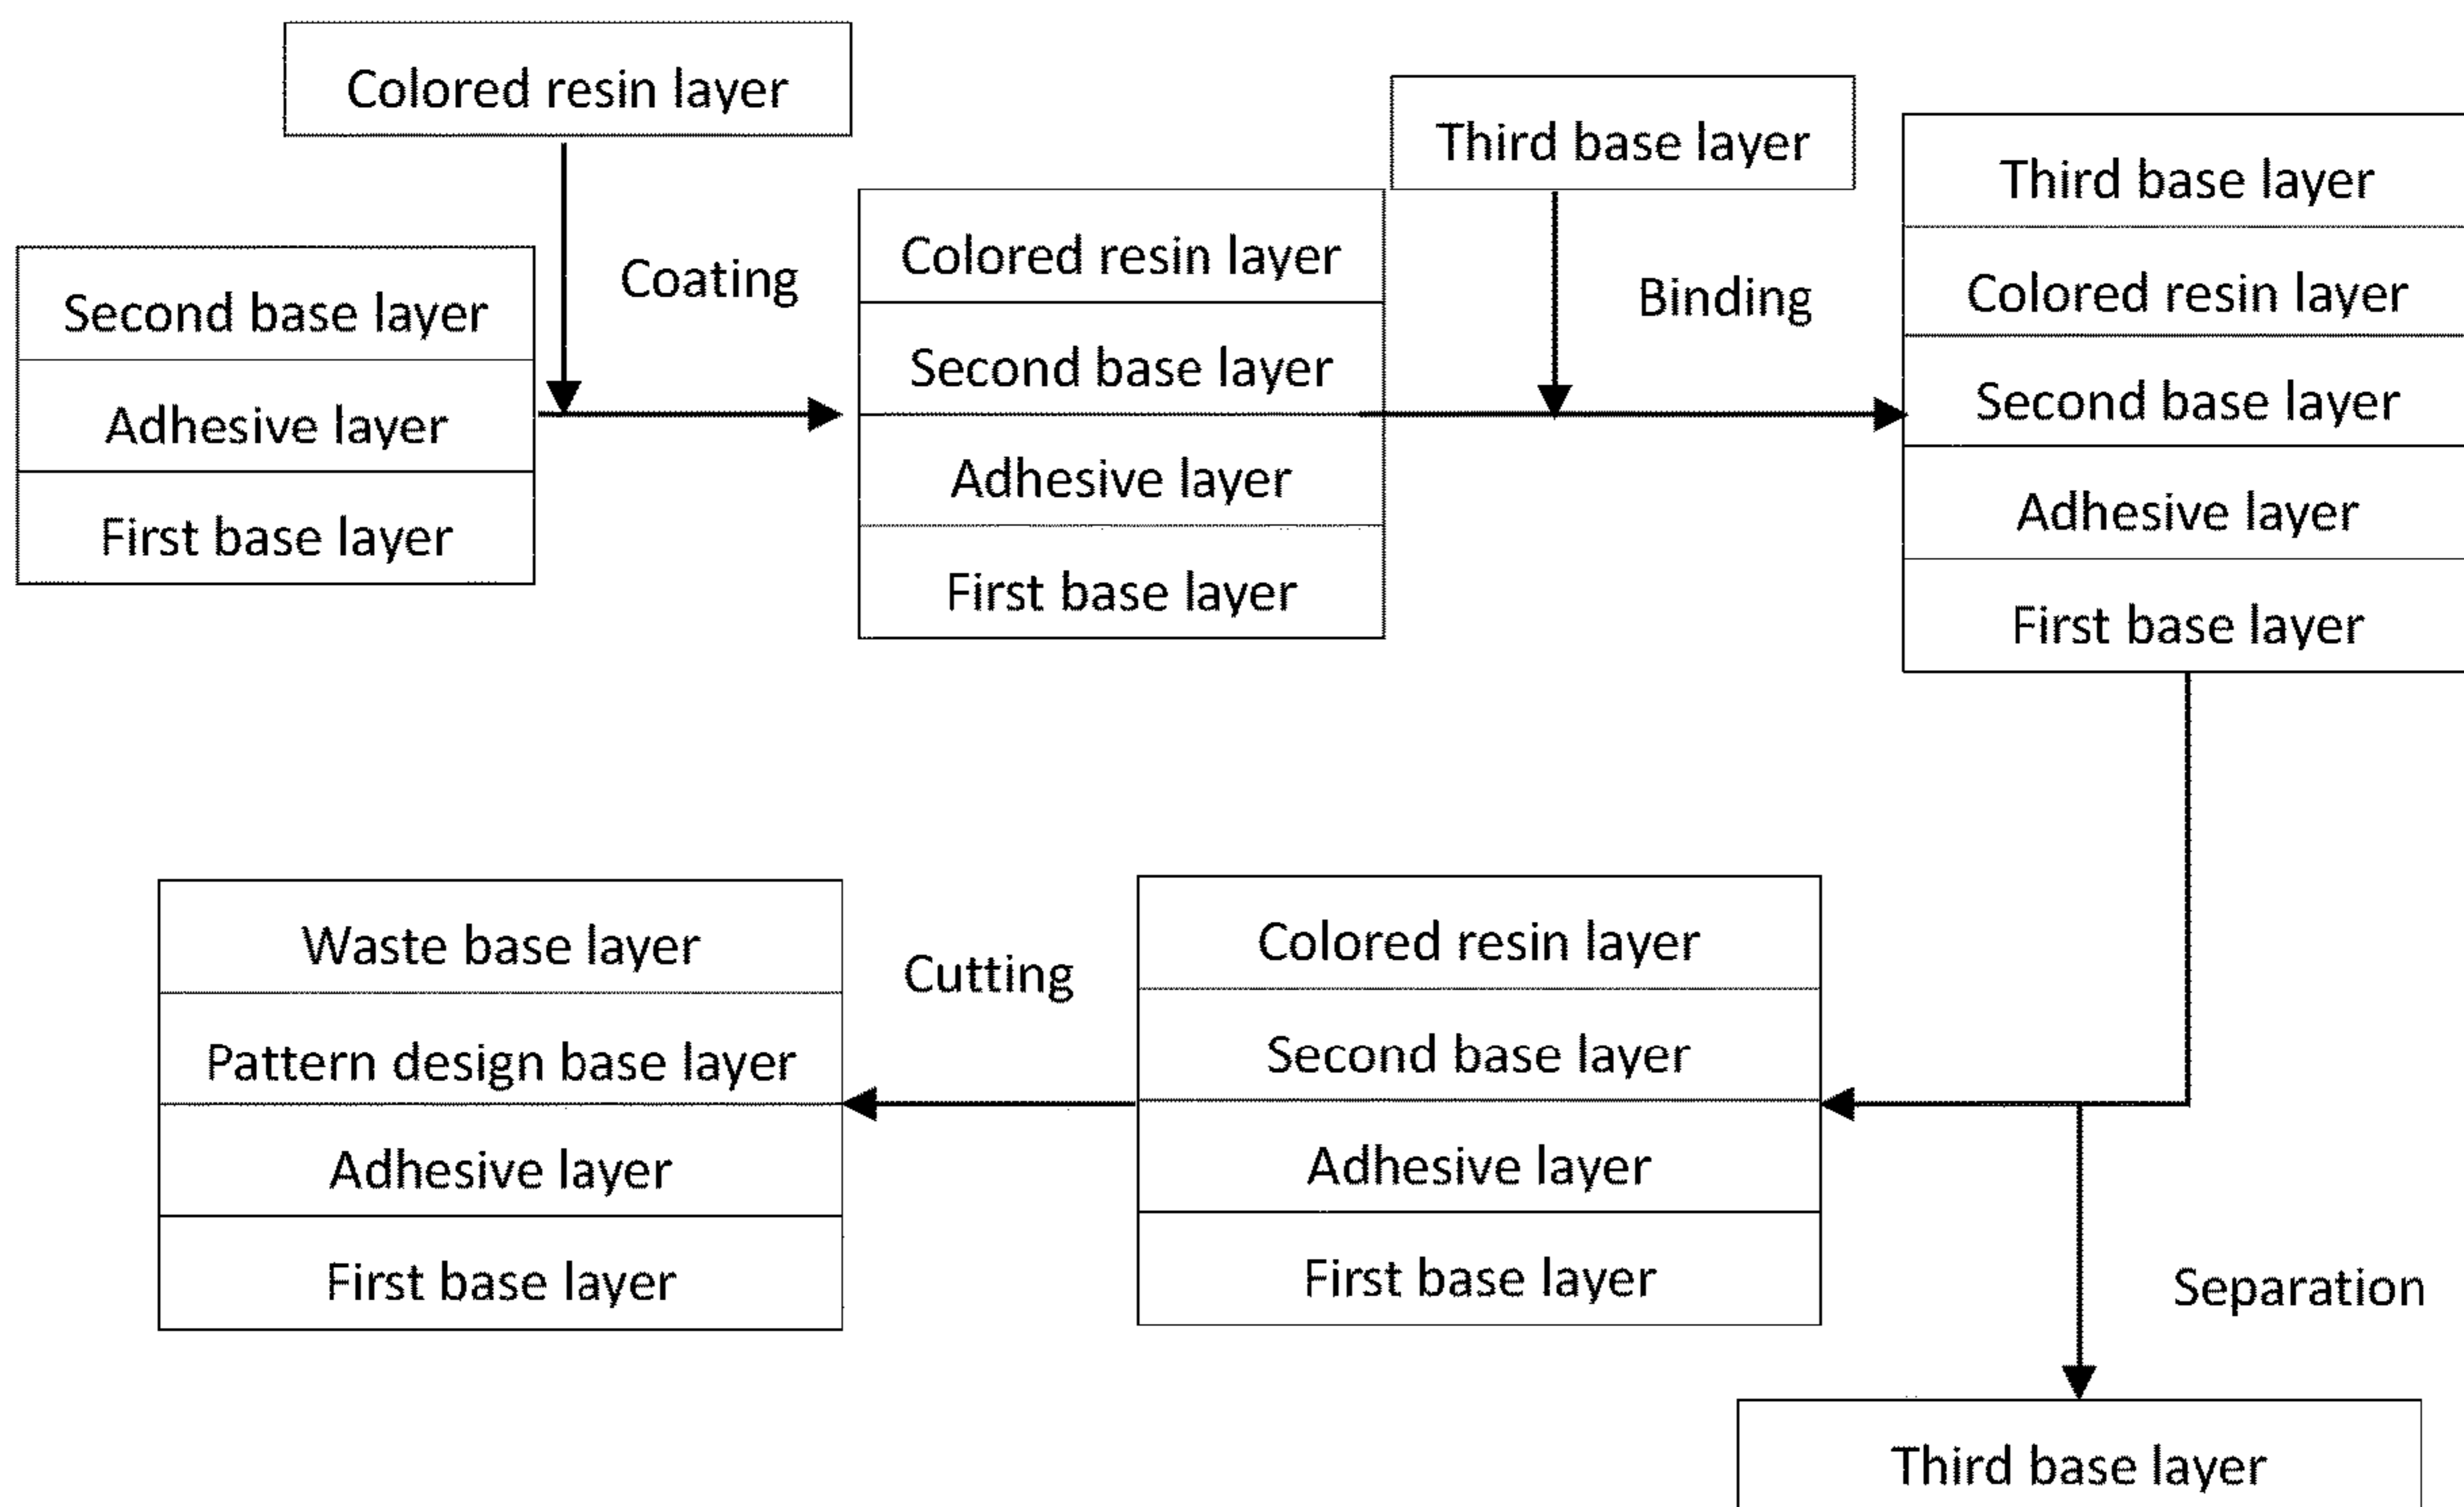 Colored resin layer
Second base layer
Adhesive layer
First base layer
Coating
Colored resin layer
Second base layer
Adhesive layer
First base layer
Third base layer
Binding
Third base layer
Colored resin layer
Second base layer
Adhesive layer
First base layer
Separation
Third base layer
Colored resin layer
Second base layer
Adhesive layer
First base layer
Cutting
Waste base layer
Pattern design base layer
Adhesive layer
First base layer